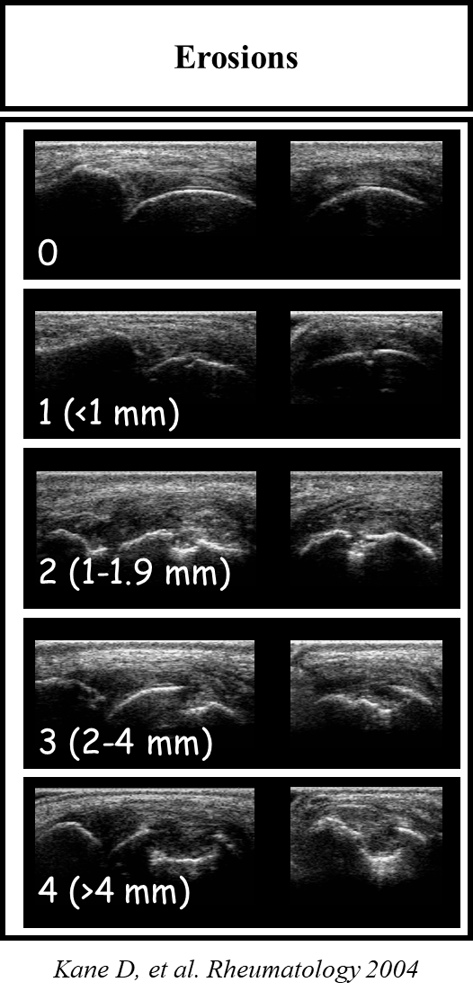 Erosions
0
1 (<1 mm)
2 (1-1.9 mm)
3 (2-4 mm)
4 (>4 mm)
Kane D, et al. Rheumatology 2004